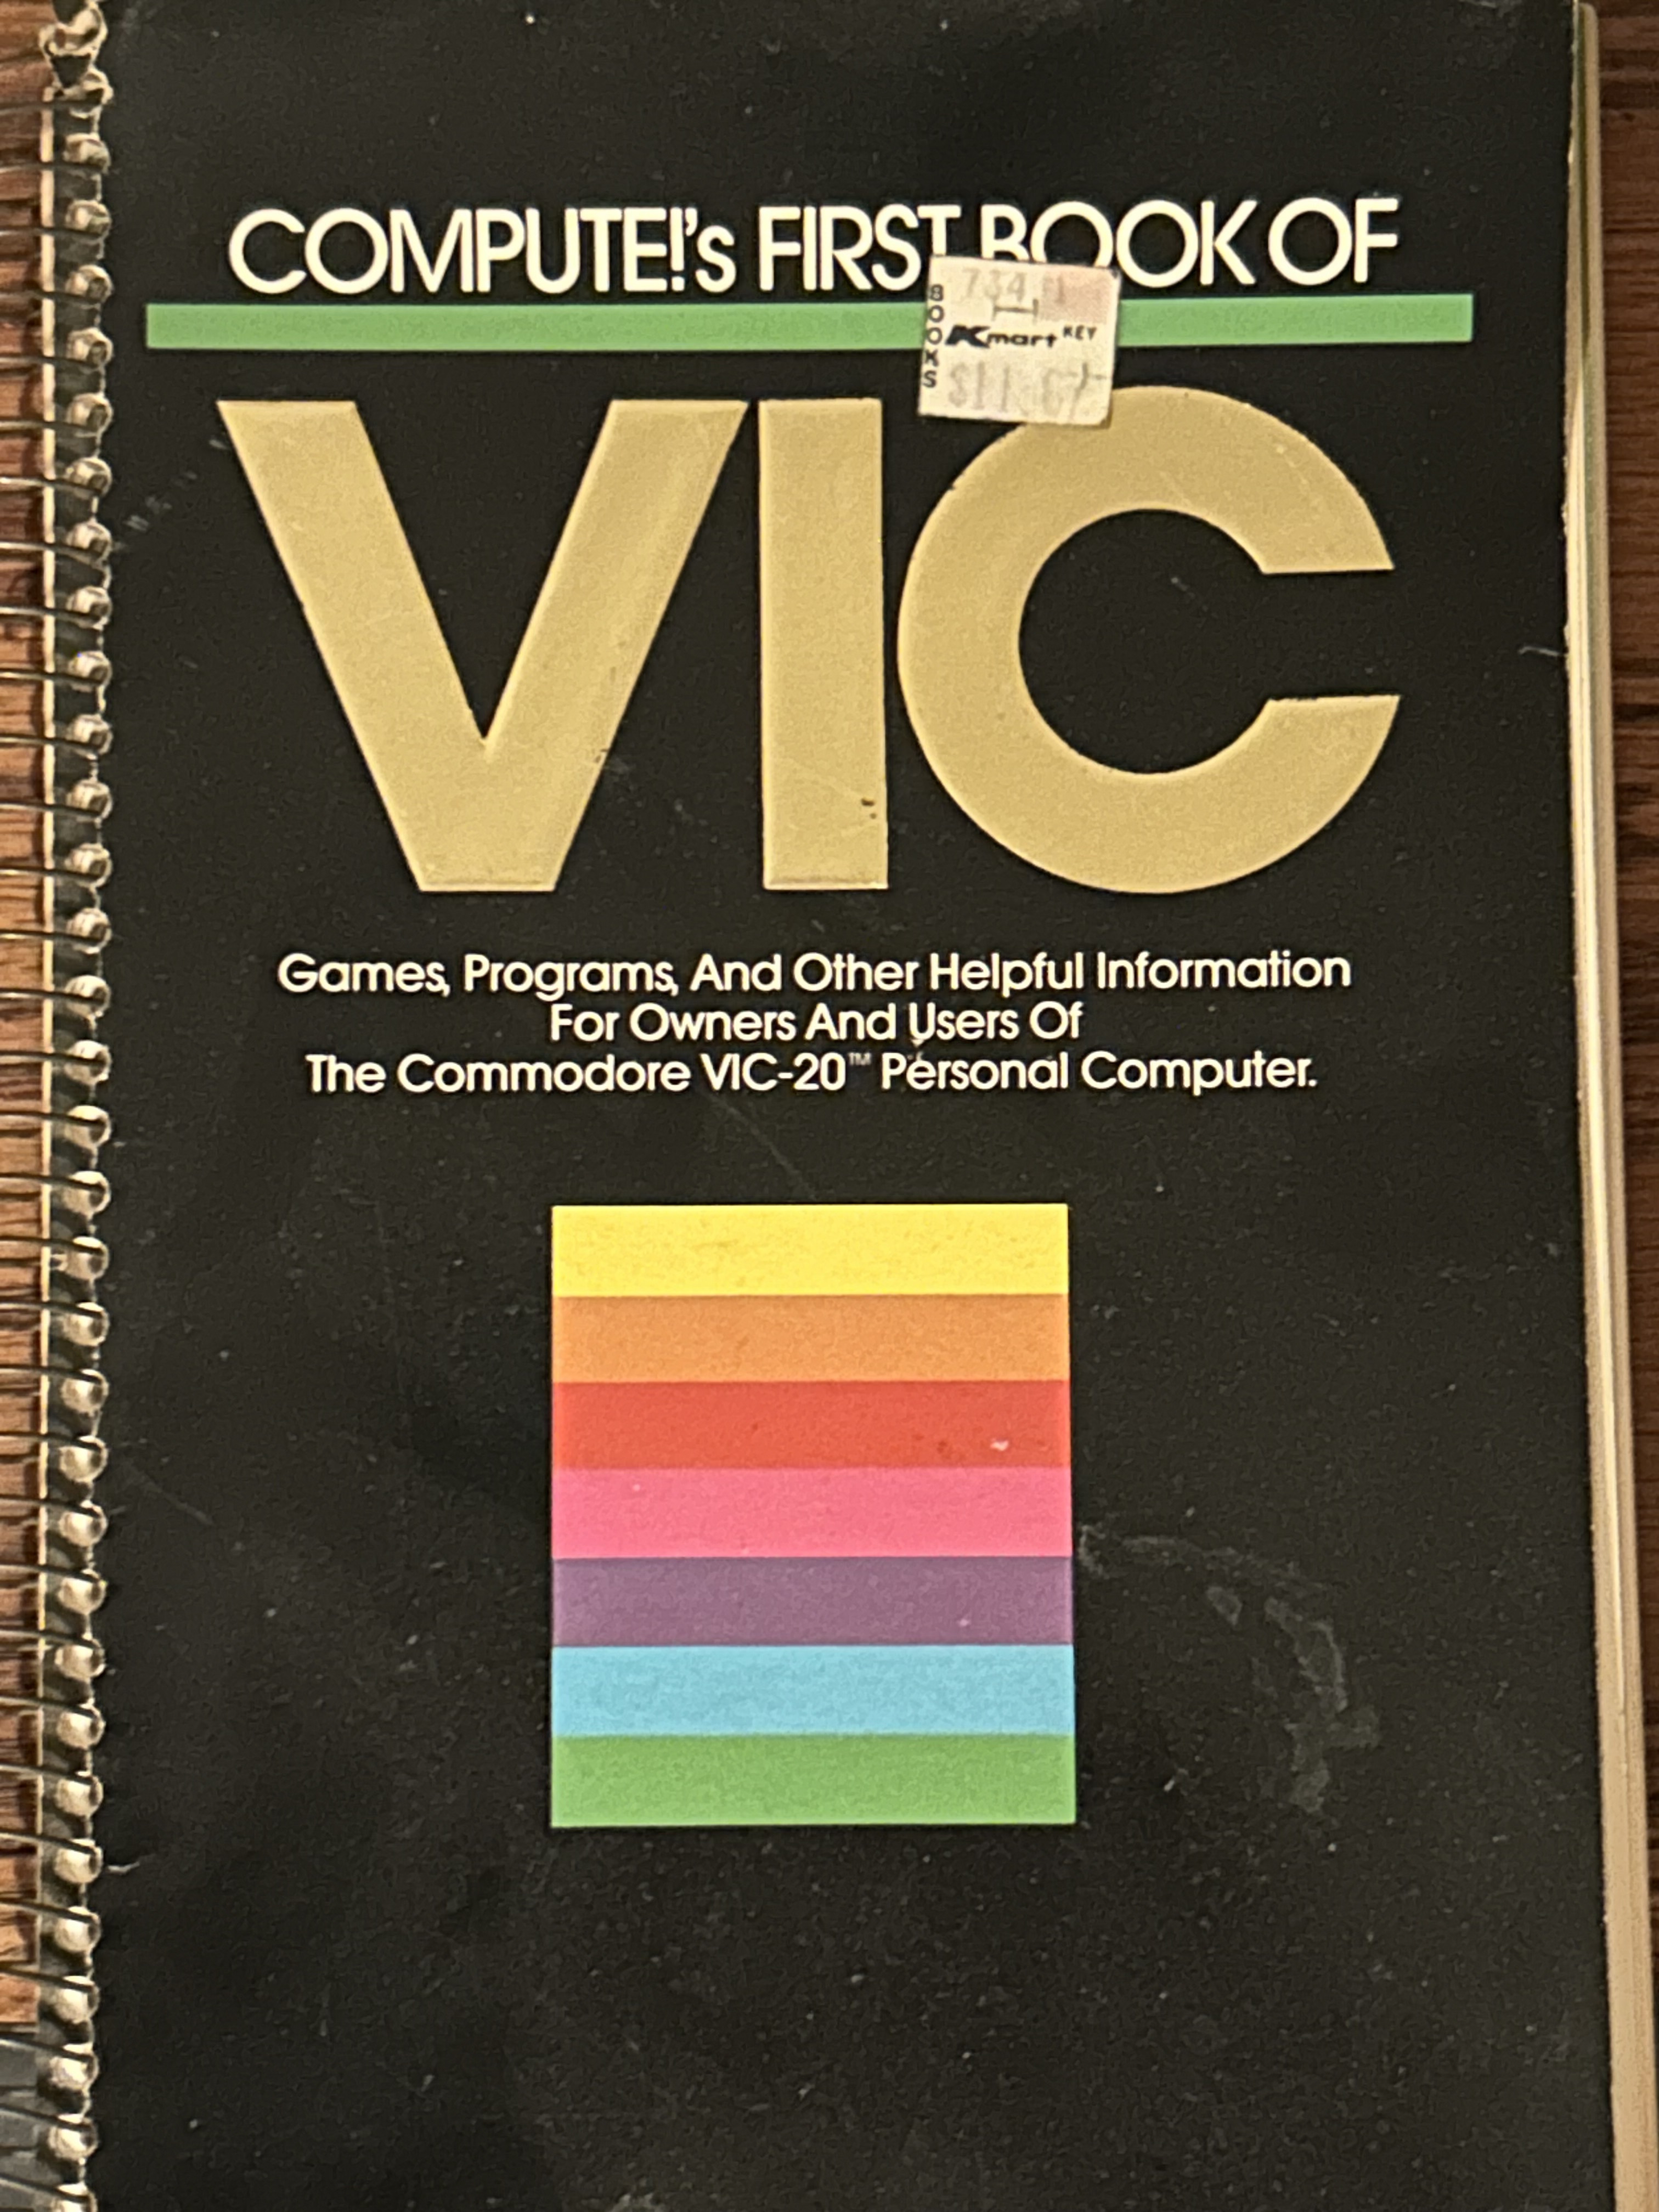 COMPUTE!'s FIRST BOOK OF
BOOKS
734
Kmart KEY
VIC
Games, Programs, And Other Helpful Information
For Owners And Users Of
The Commodore VIC-20™ Personal Computer.